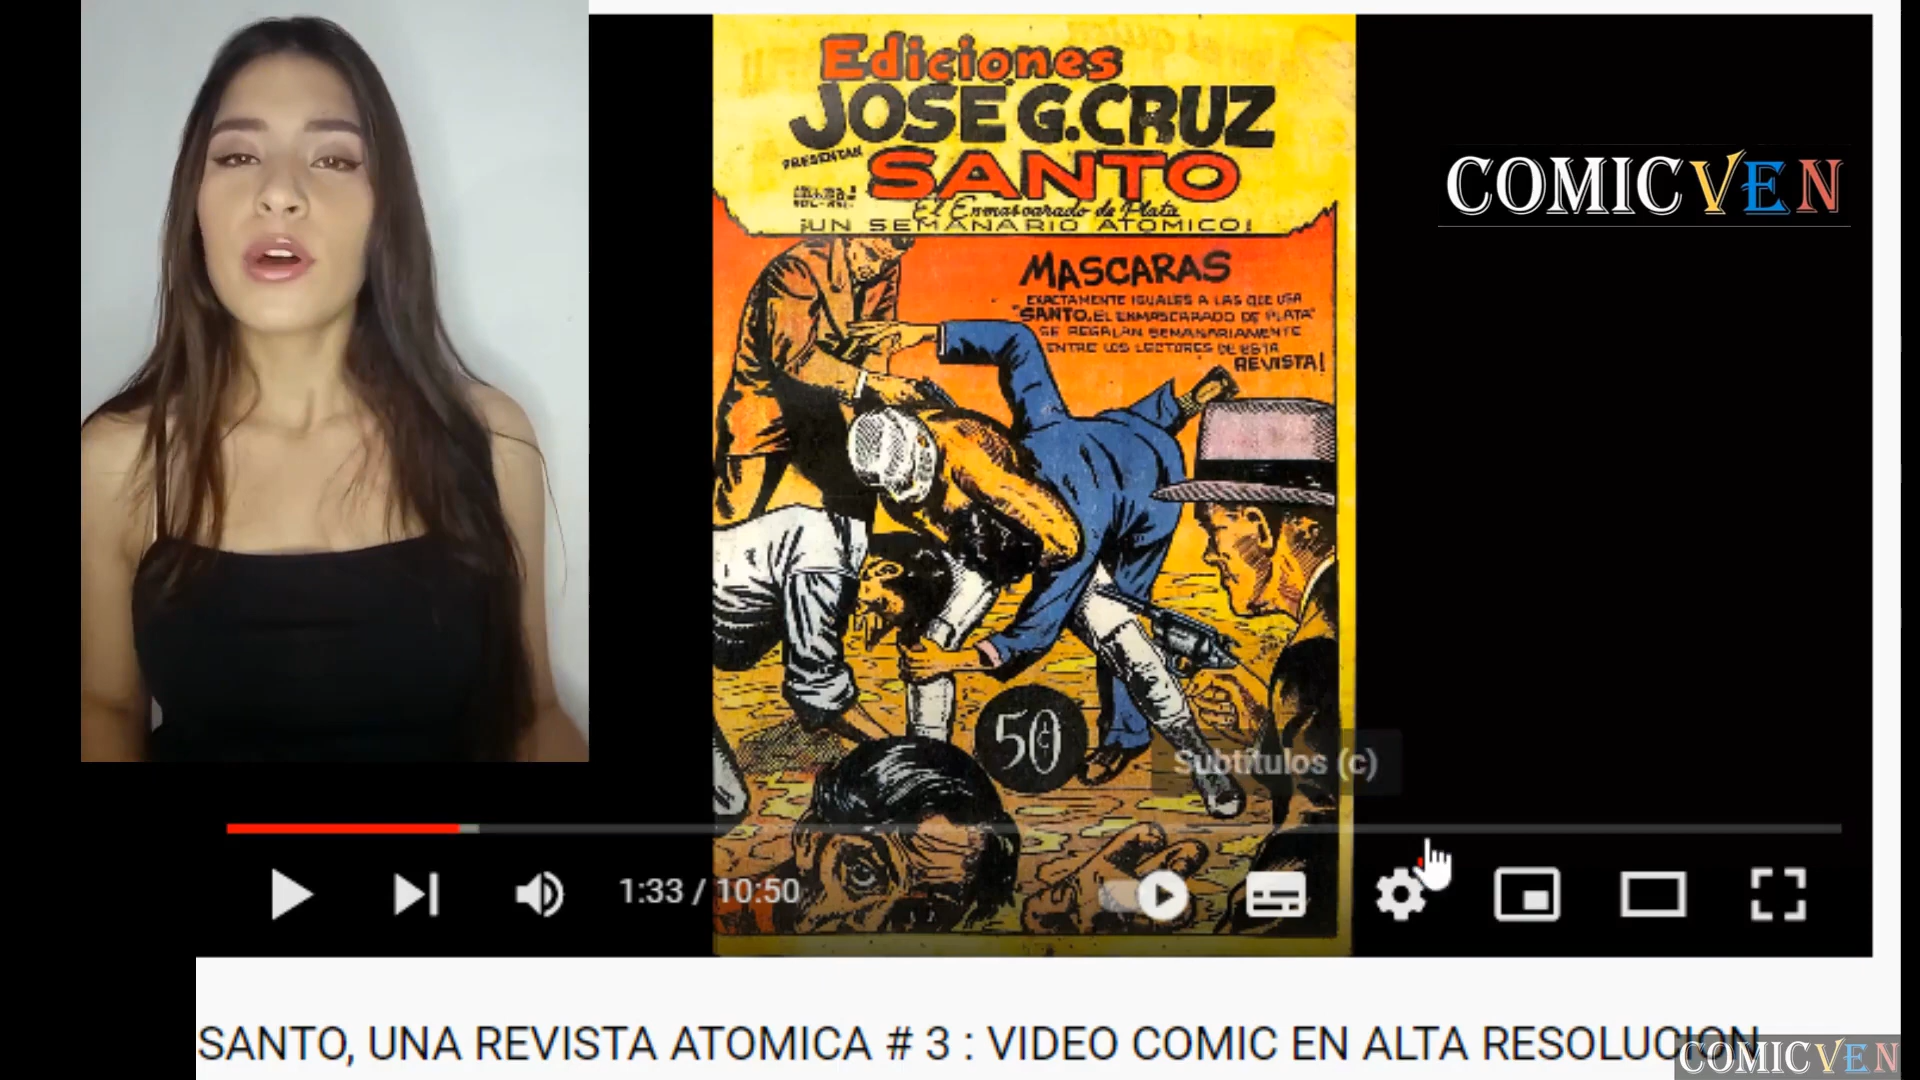 Ediciones
JOSE G. CRUZ
PRESENTAN
SANTO
El Enmascarado de Plata
¡UN SEMANARIO ATOMICO!
MASCARAS
EXACTAMENTE IGUALES A LAS QUE USA
"SANTO, EL ENMASCARADO DE PLATA"
SE REGALAN SEMANARIAMENTE
ENTRE LOS LECTORES DE ESTA
REVISTA!
COMICVEN
50¢
Subtítulos (c)
1:33 / 10:50
SANTO, UNA REVISTA ATOMICA # 3 : VIDEO COMIC EN ALTA RESOLUCION
COMICVEN